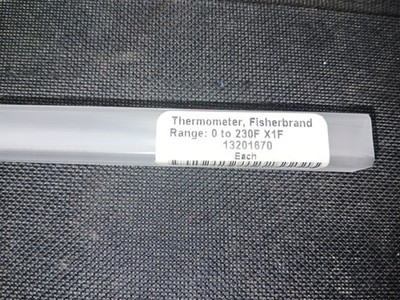 Thermometer, Fisherbrand
Range: 0 to 230F X1F
13201670
Each